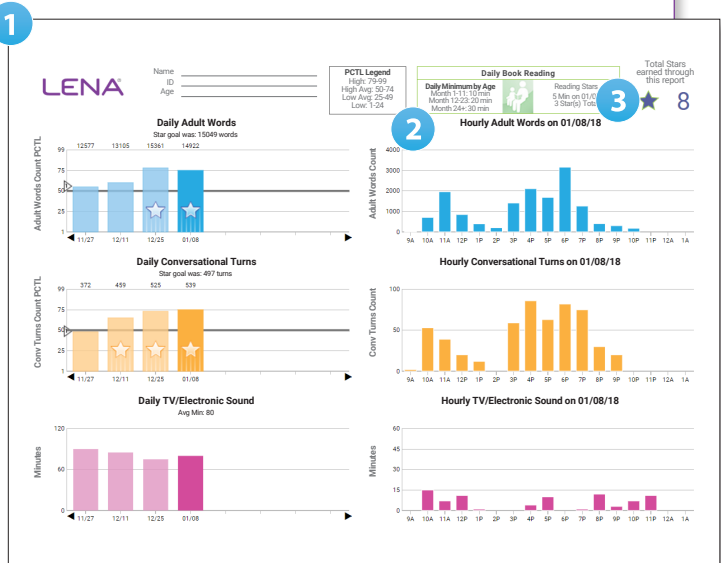 1
LENA
Name
ID
Age
PCTL Legend
High: 79-99
High Avg: 50-74
Low Avg: 25-49
Low: 1-24
Daily Book Reading
Daily Minimum by Age
Month 1-11: 10 min
Month 12-23: 20 min
Month 24+: 30 min
Reading Stars
5 Min on 01/0
3 Star(s) Tota
3
Total Stars
earned through
this report
8
2
Daily Adult Words
Star goal was: 15049 words
Adult Words Count PCTL
99
75
50
25
1
12577 13105 15361 14922
11/27 12/11 12/25 01/08
Hourly Adult Words on 01/08/18
Adult Words Count
4000
3000
2000
1000
0
9A 10A 11A 12P 1P 2P 3P 4P 5P 6P 7P 8P 9P 10P 11P 12A 1A
Daily Conversational Turns
Star goal was: 497 turns
Conv Turns Count PCTL
99
75
50
25
1
372 459 525 539
11/27 12/11 12/25 01/08
Hourly Conversational Turns on 01/08/18
Conv Turns Count
100
50
0
9A 10A 11A 12P 1P 2P 3P 4P 5P 6P 7P 8P 9P 10P 11P 12A 1A
Daily TV/Electronic Sound
Avg Min: 80
Minutes
120
60
0
11/27 12/11 12/25 01/08
Hourly TV/Electronic Sound on 01/08/18
Minutes
60
45
30
15
0
9A 10A 11A 12P 1P 2P 3P 4P 5P 6P 7P 8P 9P 10P 11P 12A 1A